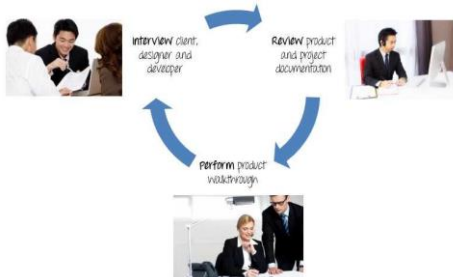 Interview client,
designer and
developer
Review product
and project
documentation
Perform product
walkthrough